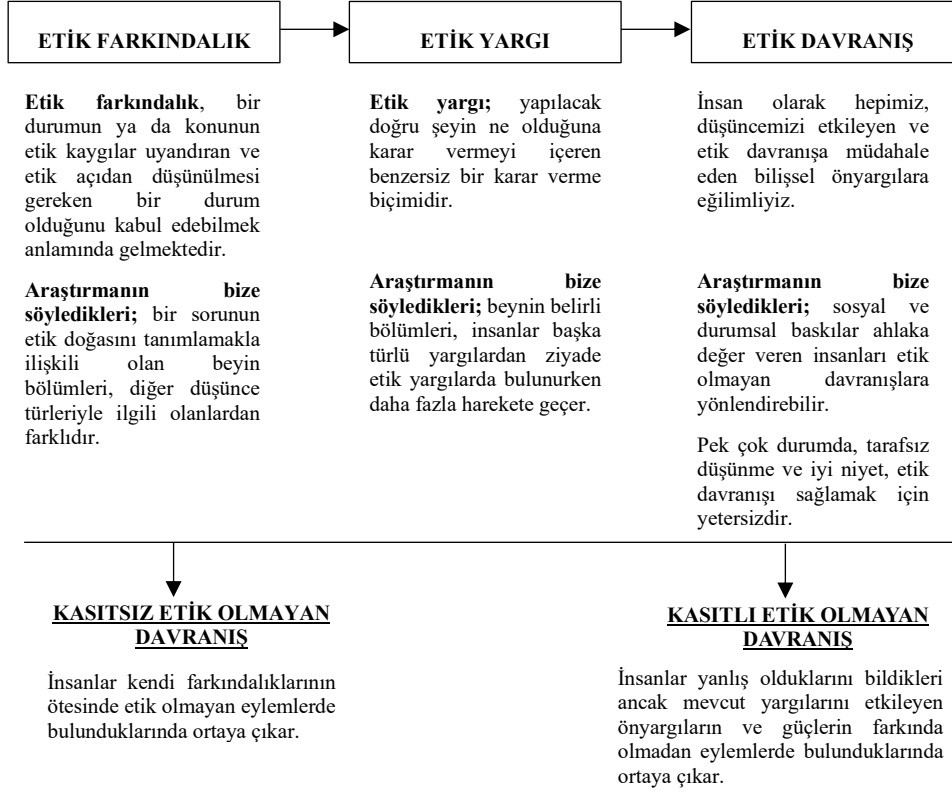 ETİK FARKINDALIK
ETİK YARGI
ETİK DAVRANIŞ
Etik farkındalık, bir
durumun ya da konunun
etik kaygılar uyandıran ve
etik açıdan düşünülmesi
gereken bir durum
olduğunu kabul edebilmek
anlamında gelmektedir.
Araştırmanın bize
söyledikleri; bir sorunun
etik doğasını tanımlamakla
ilişkili olan beyin
bölümleri, diğer düşünce
türleriyle ilgili olanlardan
farklıdır.
Etik yargı; yapılacak
doğru şeyin ne olduğuna
karar vermeyi içeren
benzersiz bir karar verme
biçimidir.
Araştırmanın bize
söyledikleri; beynin belirli
bölümleri, insanlar başka
türlü yargılardan ziyade
etik yargılarda bulunurken
daha fazla harekete geçer.
İnsan olarak hepimiz,
düşüncemizi etkileyen ve
etik davranışa müdahale
eden bilişsel önyargılara
eğilimliyiz.
Araştırmanın bize
söyledikleri; sosyal ve
durumsal baskılar ahlaka
değer veren insanları etik
olmayan davranışlara
yönlendirebilir.
Pek çok durumda, tarafsız
düşünme ve iyi niyet, etik
davranışı sağlamak için
yetersizdir.
KASITSIZ ETİK OLMAYAN
DAVRANIŞ
İnsanlar kendi farkındalıklarının
ötesinde etik olmayan eylemlerde
bulunduklarında ortaya çıkar.
KASITLI ETİK OLMAYAN
DAVRANIŞ
İnsanlar yanlış olduklarını bildikleri
ancak mevcut yargılarını etkileyen
önyargıların ve güçlerin farkında
olmadan eylemlerde bulunduklarında
ortaya çıkar.